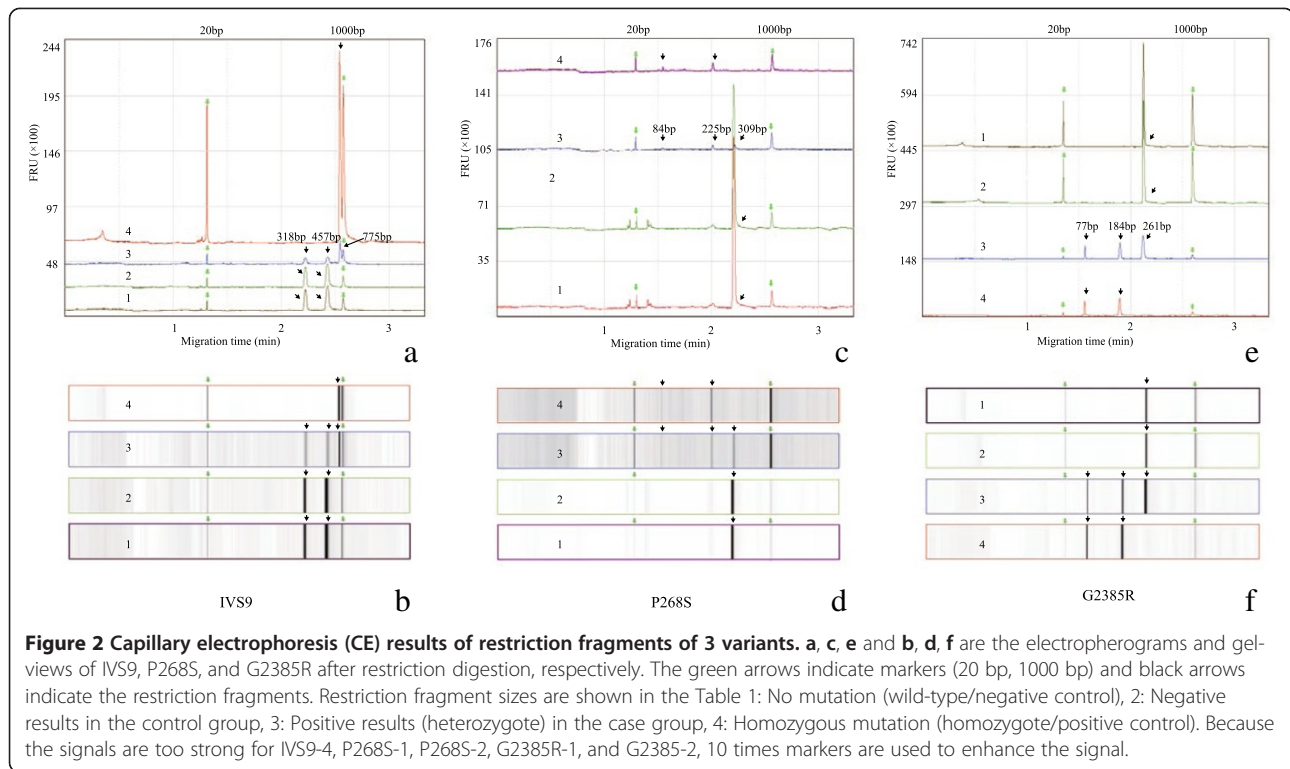 20bp 1000bp
244
195
146
97
48
FRU (×100)
4
3
2
1
318bp 457bp 775bp
1 2 3
Migration time (min)
a
20bp 1000bp
176
141
105
71
35
FRU (×100)
4
3
2
1
84bp 225bp 309bp
1 2 3
Migration time (min)
c
20bp 1000bp
742
594
445
297
148
FRU (×100)
1
2
3
4
77bp 184bp 261bp
1 2 3
Migration time (min)
e
4
3
2
1
IVS9
b
4
3
2
1
P268S
d
1
2
3
4
G2385R
f
Figure 2 Capillary electrophoresis (CE) results of restriction fragments of 3 variants. a, c, e and b, d, f are the electropherograms and gel-
views of IVS9, P268S, and G2385R after restriction digestion, respectively. The green arrows indicate markers (20 bp, 1000 bp) and black arrows
indicate the restriction fragments. Restriction fragment sizes are shown in the Table 1: No mutation (wild-type/negative control), 2: Negative
results in the control group, 3: Positive results (heterozygote) in the case group, 4: Homozygous mutation (homozygote/positive control). Because
the signals are too strong for IVS9-4, P268S-1, P268S-2, G2385R-1, and G2385-2, 10 times markers are used to enhance the signal.